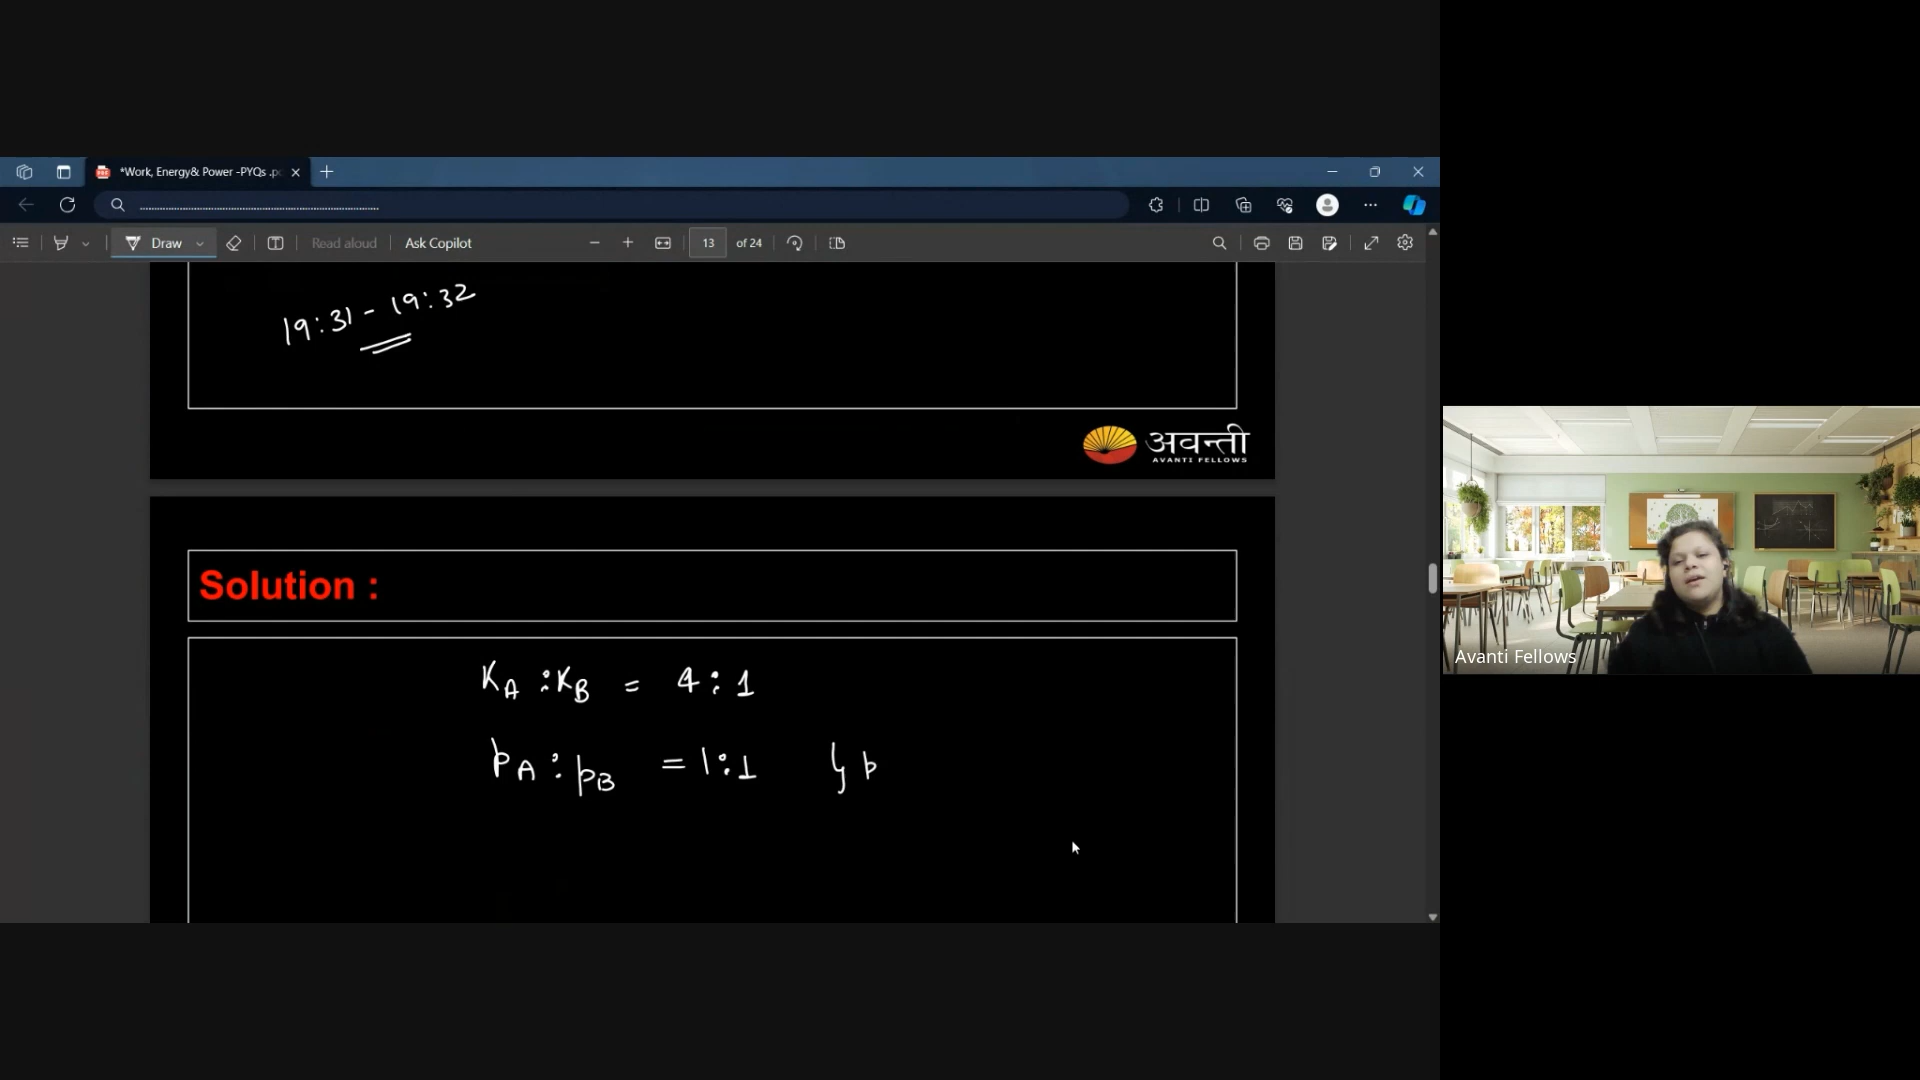 *Work, Energy& Power -PYQs .p
Draw
Read aloud
Ask Copilot
13 of 24
19:31 - 19:32
अवन्ती
AVANTI FELLOWS
Solution :
KA : KB = 4 : 1
pA : pB = 1 : 1 } p
Avanti Fellows